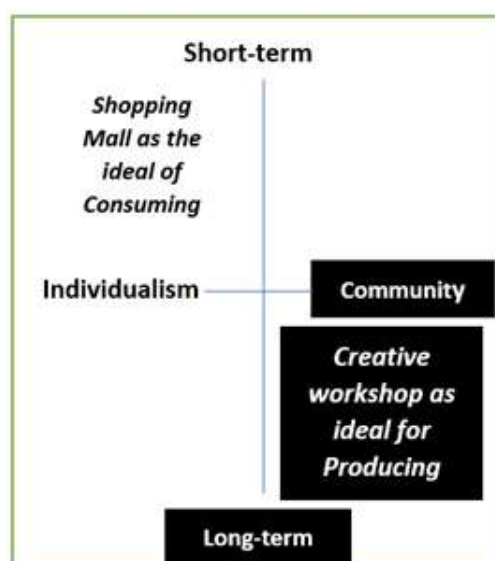 Short-term
Shopping
Mall as the
ideal of
Consuming
Individualism
Community
Creative
workshop as
ideal for
Producing
Long-term